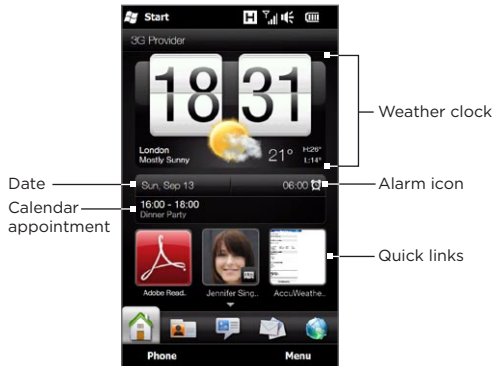 Start
3G Provider
18 31
London
Mostly Sunny
21° H:26°
L:14°
Sun, Sep 13 06:00
16:00 - 18:00
Dinner Party
Adobe Read.. Jennifer Sing.. AccuWeathe..
Phone Menu
Weather clock
Date
Alarm icon
Calendar
appointment
Quick links